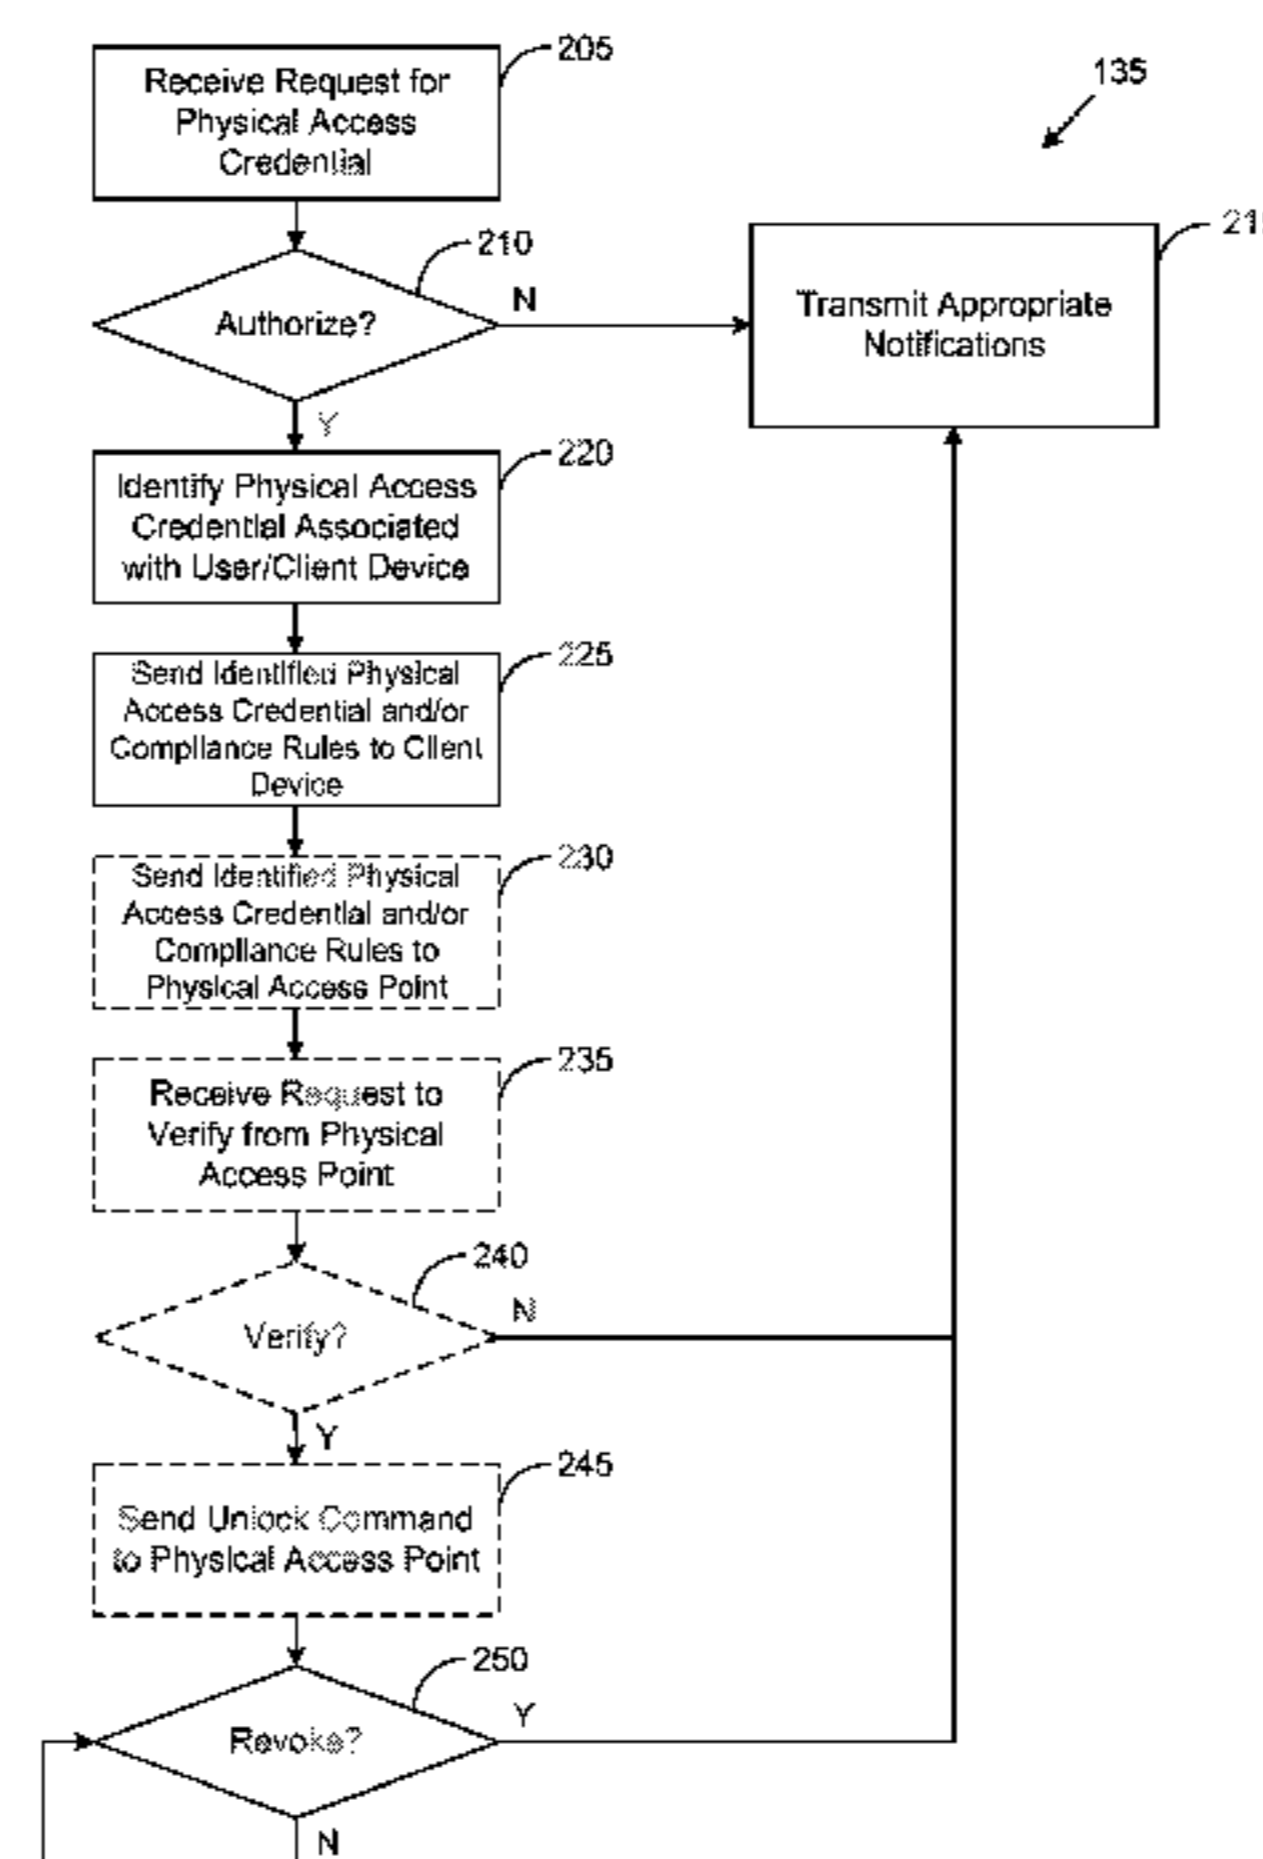 205
Receive Request for
Physical Access
Credential
135
210
Authorize?
N
Transmit Appropriate
Notifications
Y
220
Identify Physical Access
Credential Associated
with User/Client Device
225
Send Identified Physical
Access Credential and/or
Compliance Rules to Client
Device
230
Send Identified Physical
Access Credential and/or
Compliance Rules to
Physical Access Point
235
Receive Request to
Verify from Physical
Access Point
240
Verify?
N
Y
245
Send Unlock Command
to Physical Access Point
250
Revoke?
Y
N